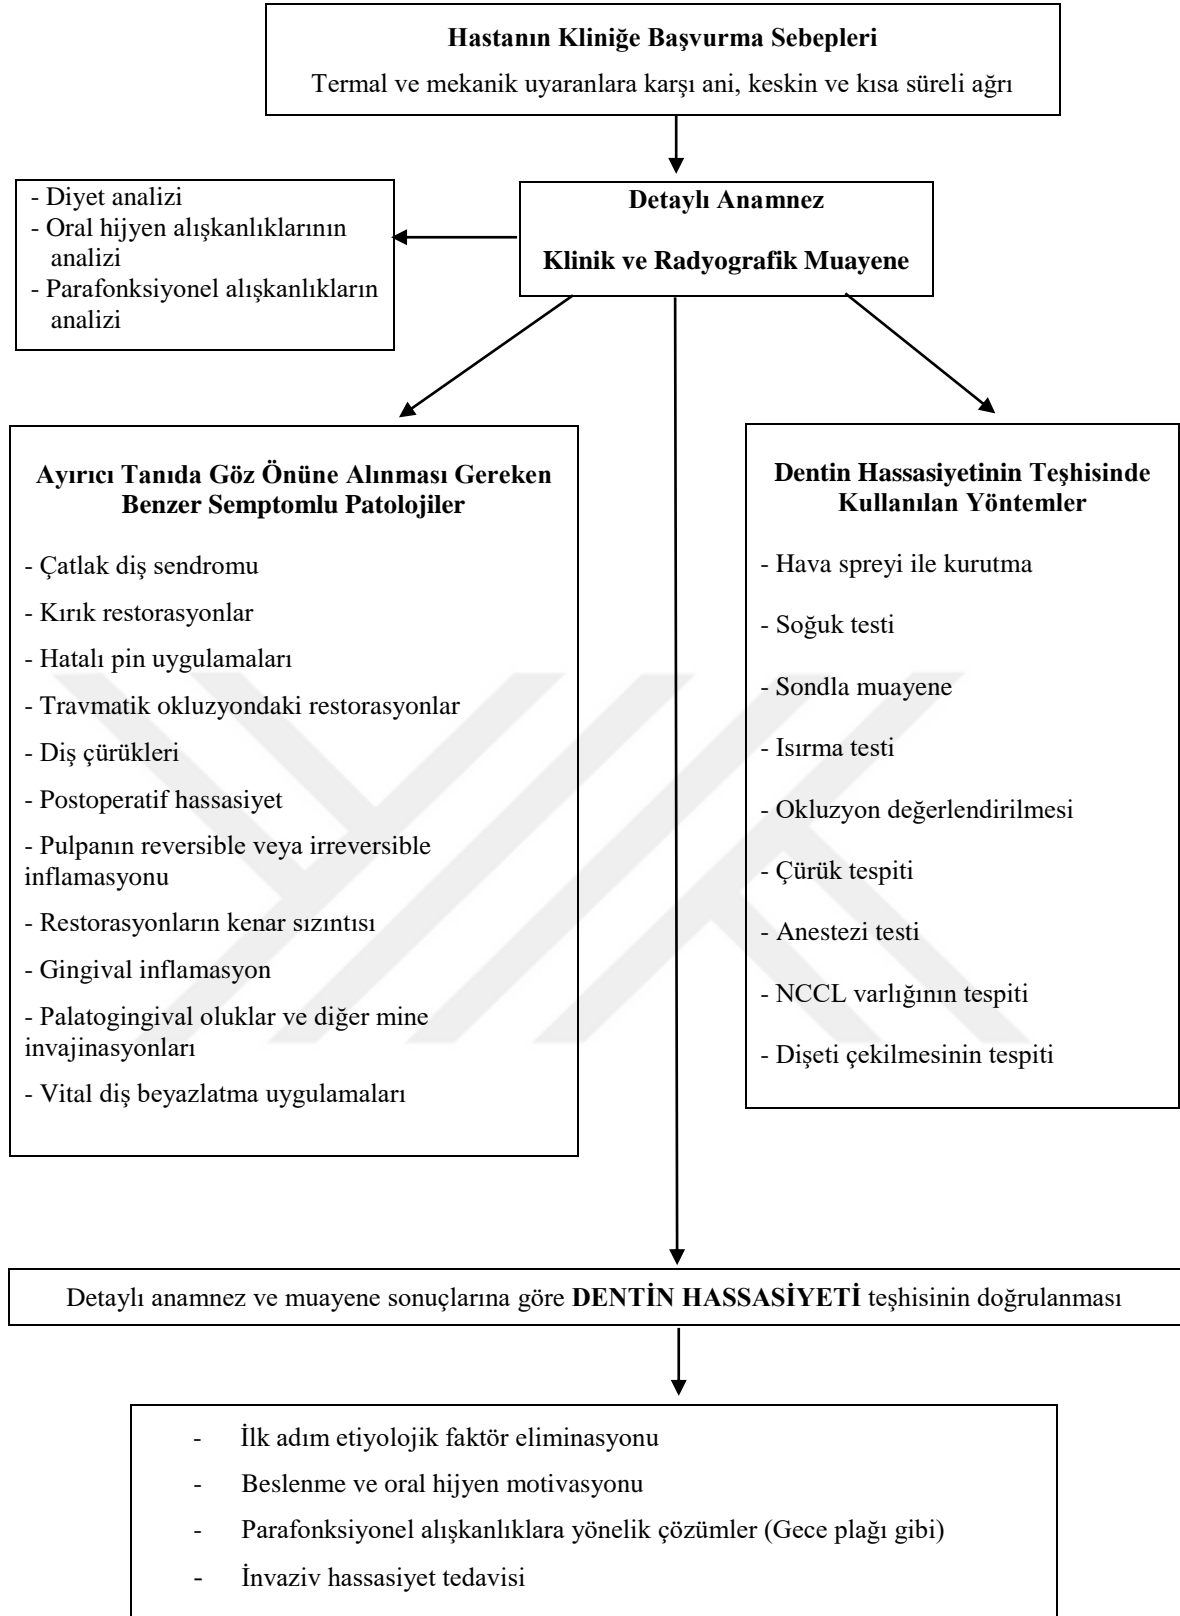 Hastanın Kliniğe Başvurma Sebepleri
Termal ve mekanik uyaranlara karşı ani, keskin ve kısa süreli ağrı
- Diyet analizi
- Oral hijyen alışkanlıklarının
analizi
- Parafonksiyonel alışkanlıkların
analizi
Detaylı Anamnez
Klinik ve Radyografik Muayene
Ayırıcı Tanıda Göz Önüne Alınması Gereken
Benzer Semptomlu Patolojiler
- Çatlak diş sendromu
- Kırık restorasyonlar
- Hatalı pin uygulamaları
- Travmatik okluzyondaki restorasyonlar
- Diş çürükleri
- Postoperatif hassasiyet
- Pulpanın reversible veya irreversible
inflamasyonu
- Restorasyonların kenar sızıntısı
- Gingival inflamasyon
- Palatogingival oluklar ve diğer mine
invajinasyonları
- Vital diş beyazlatma uygulamaları
Dentin Hassasiyetinin Teşhisinde
Kullanılan Yöntemler
- Hava spreyi ile kurutma
- Soğuk testi
- Sondla muayene
- Isırma testi
- Okluzyon değerlendirilmesi
- Çürük tespiti
- Anestezi testi
- NCCL varlığının tespiti
- Dişeti çekilmesinin tespiti
Detaylı anamnez ve muayene sonuçlarına göre DENTİN HASSASİYETİ teşhisinin doğrulanması
- İlk adım etiyolojik faktör eliminasyonu
- Beslenme ve oral hijyen motivasyonu
- Parafonksiyonel alışkanlıklara yönelik çözümler (Gece plağı gibi)
- İnvaziv hassasiyet tedavisi